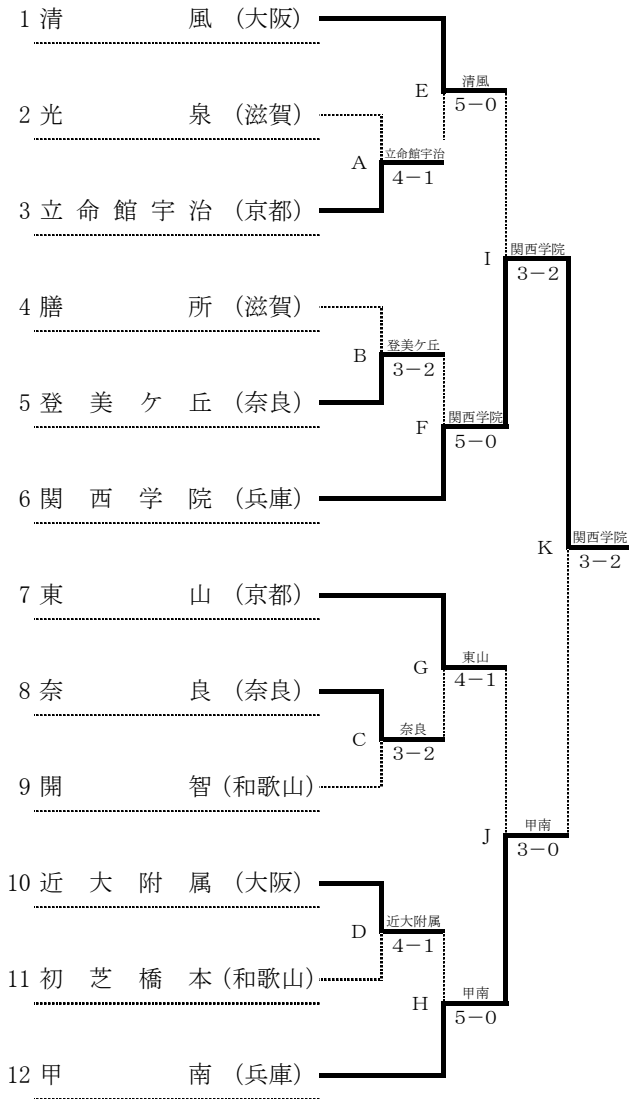 1 清風 (大阪)
清風
E
5-0
2 光泉 (滋賀)
立命館宇治
A
4-1
3 立命館宇治 (京都)
関西学院
I
3-2
4 膳所 (滋賀)
登美ケ丘
B
3-2
5 登美ケ丘 (奈良)
関西学院
F
5-0
6 関西学院 (兵庫)
関西学院
K
3-2
7 東山 (京都)
東山
G
4-1
8 奈良 (奈良)
奈良
C
3-2
9 開智 (和歌山)
甲南
J
3-0
10 近大附属 (大阪)
近大附属
D
4-1
11 初芝橋本 (和歌山)
甲南
H
5-0
12 甲南 (兵庫)